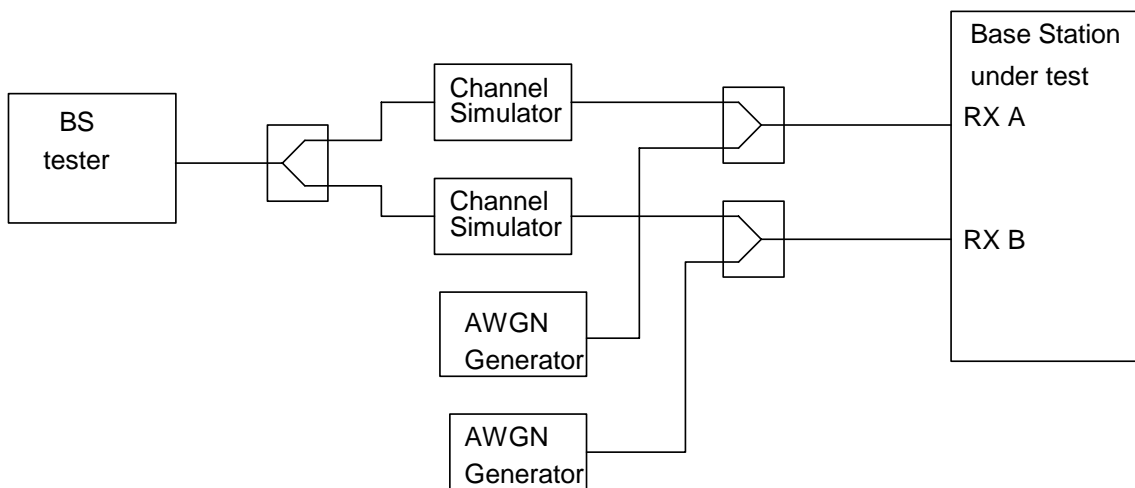 BS
tester
Channel
Simulator
Channel
Simulator
AWGN
Generator
AWGN
Generator
Base Station
under test
RX A
RX B